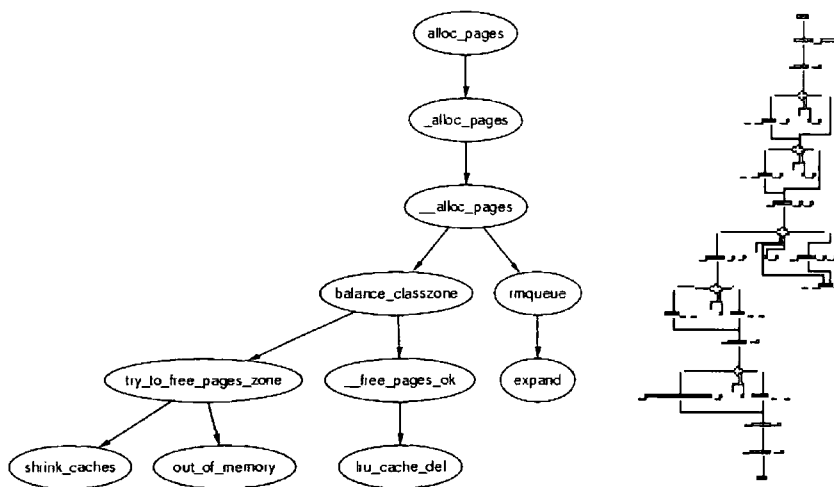 alloc_pages
_alloc_pages
__alloc_pages
balance_classzone rmqueue
try_to_free_pages_zone __free_pages_ok expand
shrink_caches out_of_memory lru_cache_del